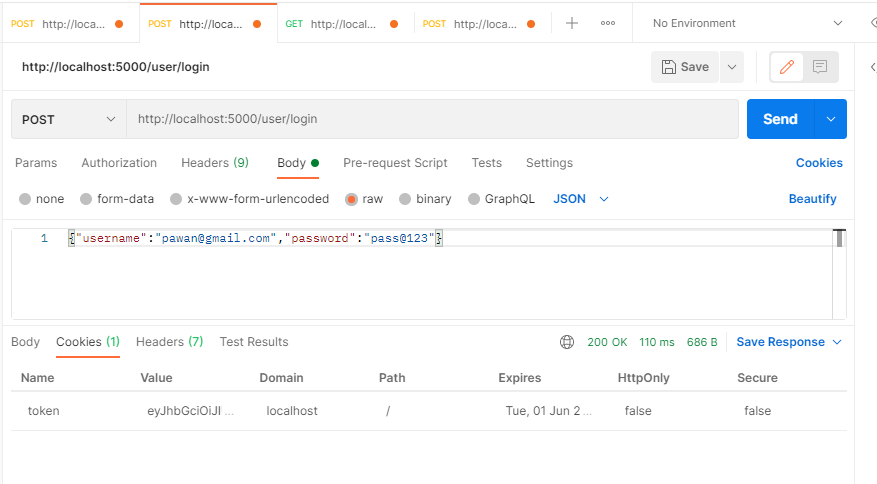 POST http://loca... POST http://loca... GET http://local... POST http://loca... No Environment
http://localhost:5000/user/login Save
POST http://localhost:5000/user/login Send
Params Authorization Headers (9) Body Pre-request Script Tests Settings Cookies
none form-data x-www-form-urlencoded raw binary GraphQL JSON Beautify
1 {"username":"pawan@gmail.com","password":"pass@123"}
Body Cookies (1) Headers (7) Test Results 200 OK 110 ms 686 B Save Response
Name Value Domain Path Expires HttpOnly Secure
token eyJhbGciOiJI ... localhost / Tue, 01 Jun 2 ... false false